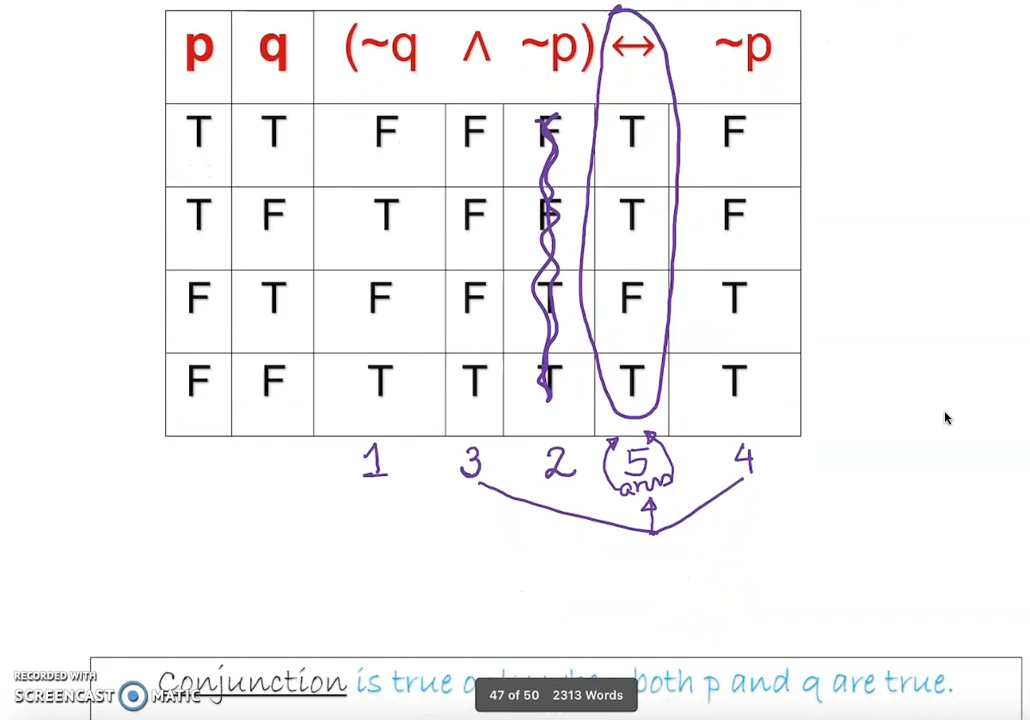 p q (~q ∧ ~p) ↔ ~p
T T F F F T F
T F T F F T F
F T F F T F T
F F T T T T T
1 3 2 5 4
ans
Conjunction is true both p and q are true.
RECORDED WITH
SCREENCAST MATIC
47 of 50 2313 Words